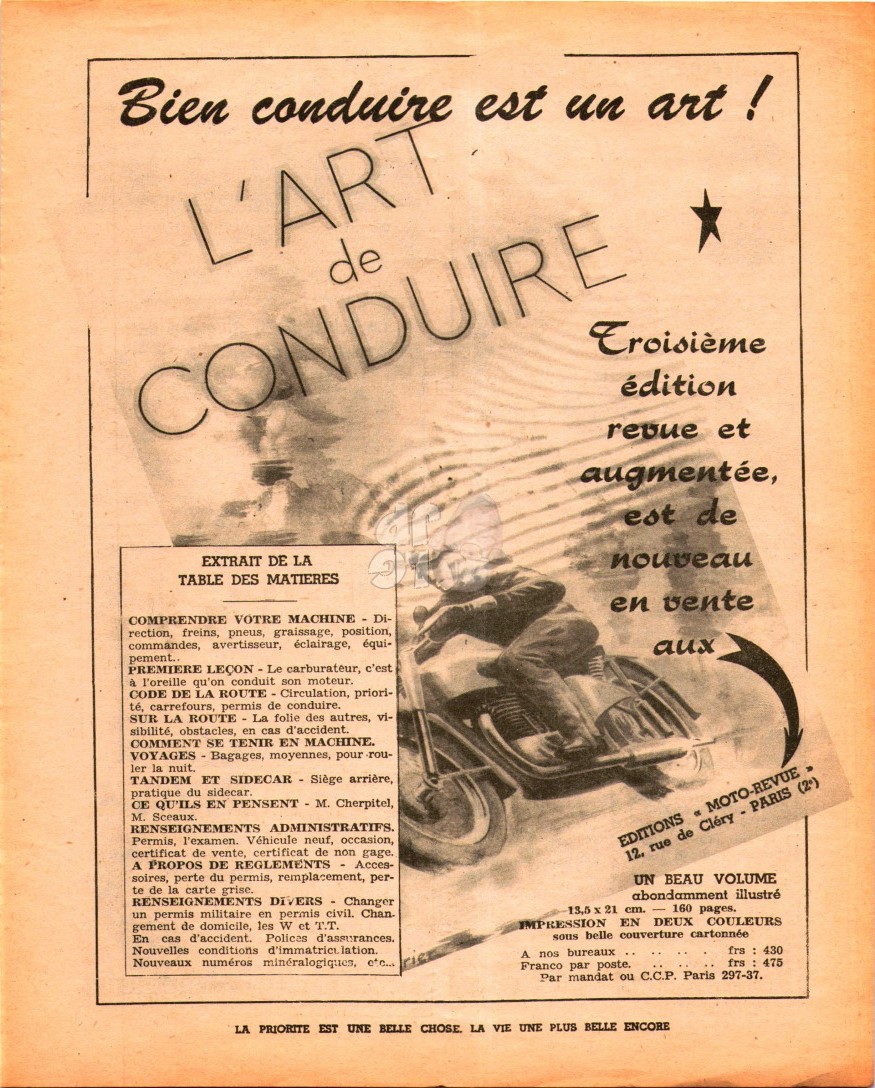 Bien conduire est un art !
L'ART
de
CONDUIRE
Troisième
édition
revue et
augmentée,
est de
nouveau
en vente
aux
EDITIONS « MOTO-REVUE »
12, rue de Cléry - PARIS (2e)
EXTRAIT DE LA
TABLE DES MATIERES
COMPRENDRE VOTRE MACHINE - Di-
rection, freins, pneus, graissage, position,
commandes, avertisseur, éclairage, équi-
pement..
PREMIERE LEÇON - Le carburateur, c'est
à l'oreille qu'on conduit son moteur.
CODE DE LA ROUTE - Circulation, priori-
té, carrefours, permis de conduire.
SUR LA ROUTE - La folie des autres, vi-
sibilité, obstacles, en cas d'accident.
COMMENT SE TENIR EN MACHINE.
VOYAGES - Bagages, moyennes, pour rou-
ler la nuit.
TANDEM ET SIDECAR - Siège arrière,
pratique du sidecar.
CE QU'ILS EN PENSENT - M. Cherpitel,
M. Sceaux.
RENSEIGNEMENTS ADMINISTRATIFS.
Permis, l'examen. Véhicule neuf, occasion,
certificat de vente, certificat de non gage.
A PROPOS DE REGLEMENTS - Acces-
soires, perte du permis, remplacement, per-
te de la carte grise.
RENSEIGNEMENTS DIVERS - Changer
un permis militaire en permis civil. Chan-
gement de domicile, les W et T.T.
En cas d'accident. Polices d'assurances.
Nouvelles conditions d'immatriculation.
Nouveaux numéros minéralogiques, etc...
UN BEAU VOLUME
abondamment illustré
13,5 x 21 cm. — 160 pages.
IMPRESSION EN DEUX COULEURS
sous belle couverture cartonnée
A nos bureaux .. .. .. . frs : 430
Franco par poste. .. .. .. frs : 475
Par mandat ou C.C.P. Paris 297-37.
LA PRIORITE EST UNE BELLE CHOSE. LA VIE UNE PLUS BELLE ENCORE